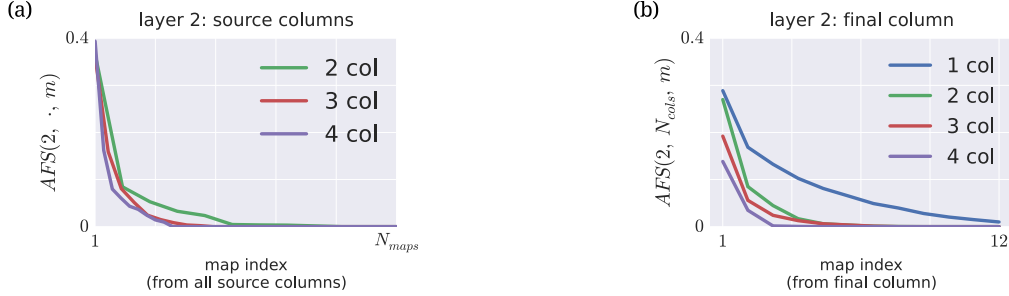 (a)
layer 2: source columns
0.4
AFS(2, ·, m)
0
2 col
3 col
4 col
1
N_maps
map index
(from all source columns)
(b)
layer 2: final column
0.4
AFS(2, N_cols, m)
0
1 col
2 col
3 col
4 col
1
12
map index
(from final column)